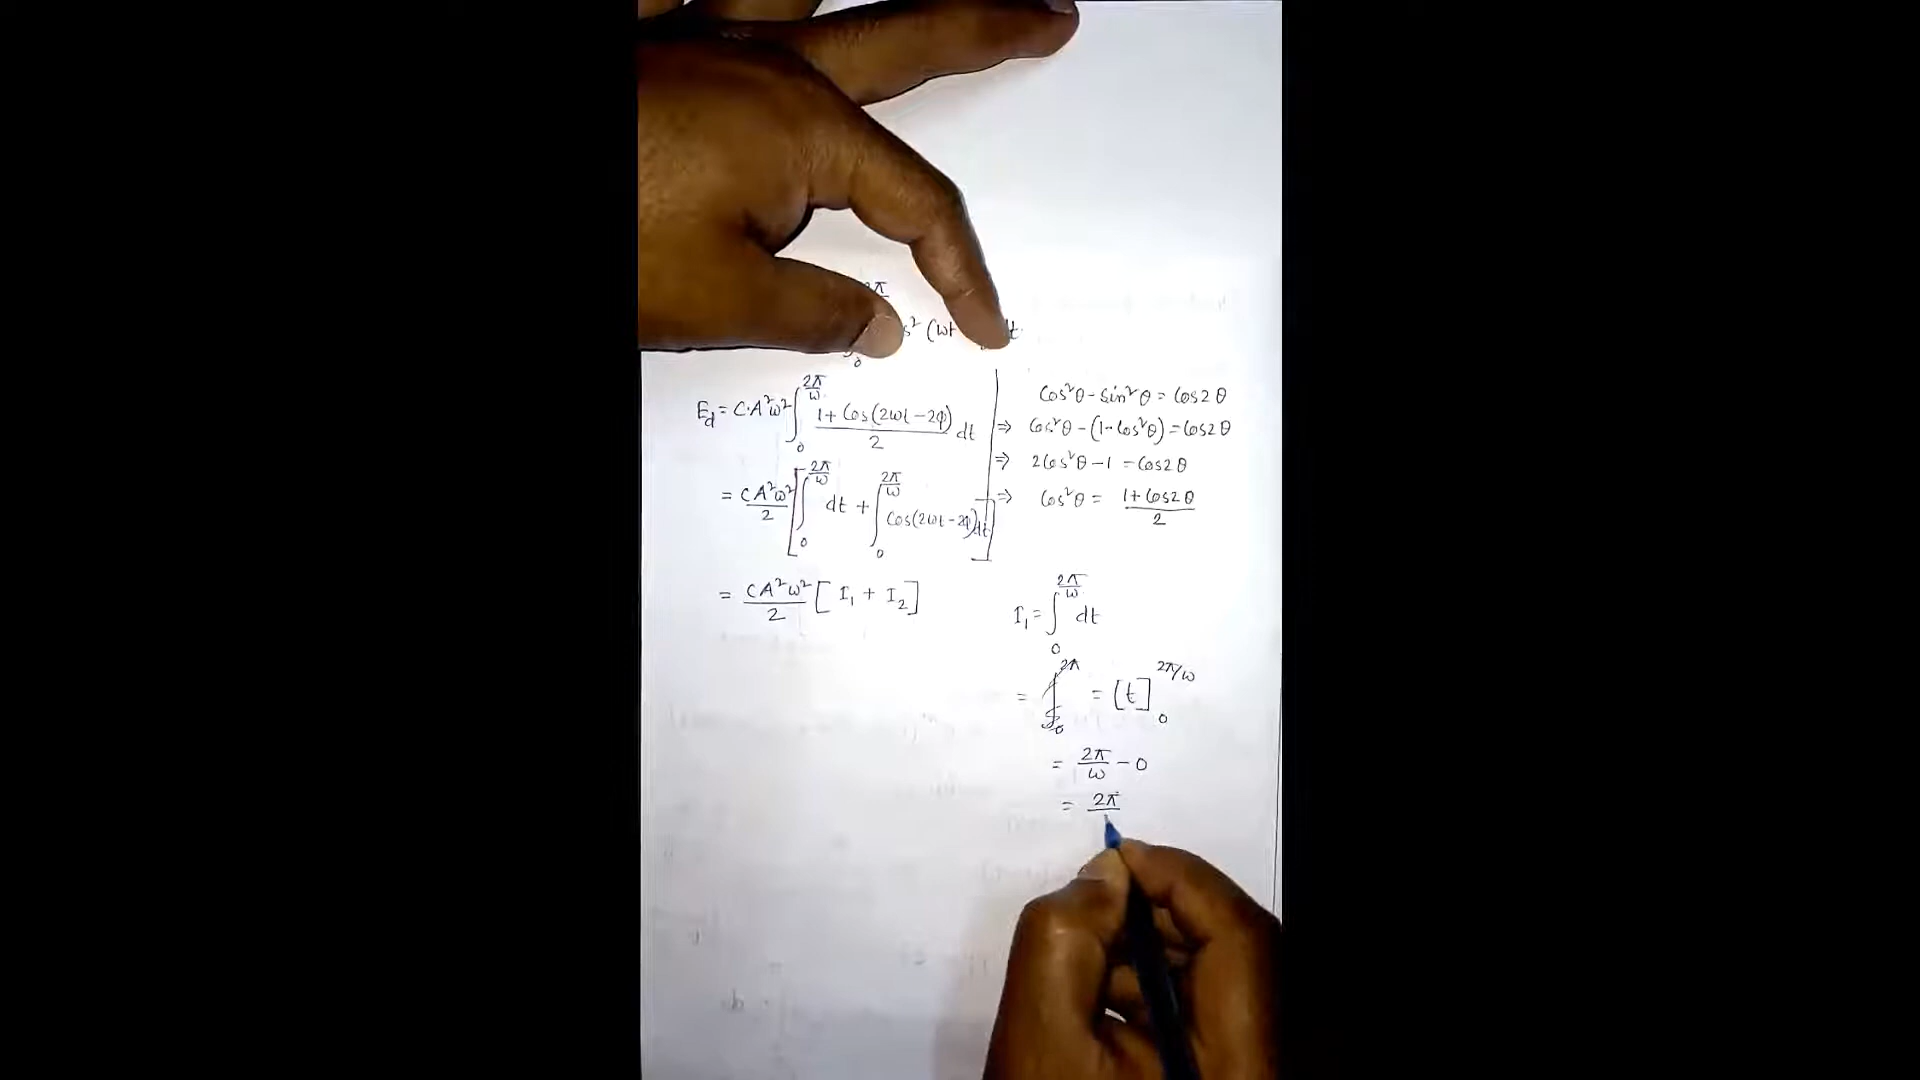 2π
s² (ωt dt
0
E_d = C·A²ω² ∫₀^(2π/ω) (1 + Cos(2ωt − 2φ))/2 dt
= CA²ω²/2 [∫₀^(2π/ω) dt + ∫₀^(2π/ω) Cos(2ωt − 2φ)dt]
= CA²ω²/2 [I₁ + I₂]
Cos²θ − Sin²θ = Cos2θ
⇒ Cos²θ − (1 − Cos²θ) = Cos2θ
⇒ 2Cos²θ − 1 = Cos2θ
⇒ Cos²θ = (1 + Cos2θ)/2
I₁ = ∫₀^(2π/ω) dt
= = [t]₀^(2π/ω)
= 2π/ω − 0
= 2π